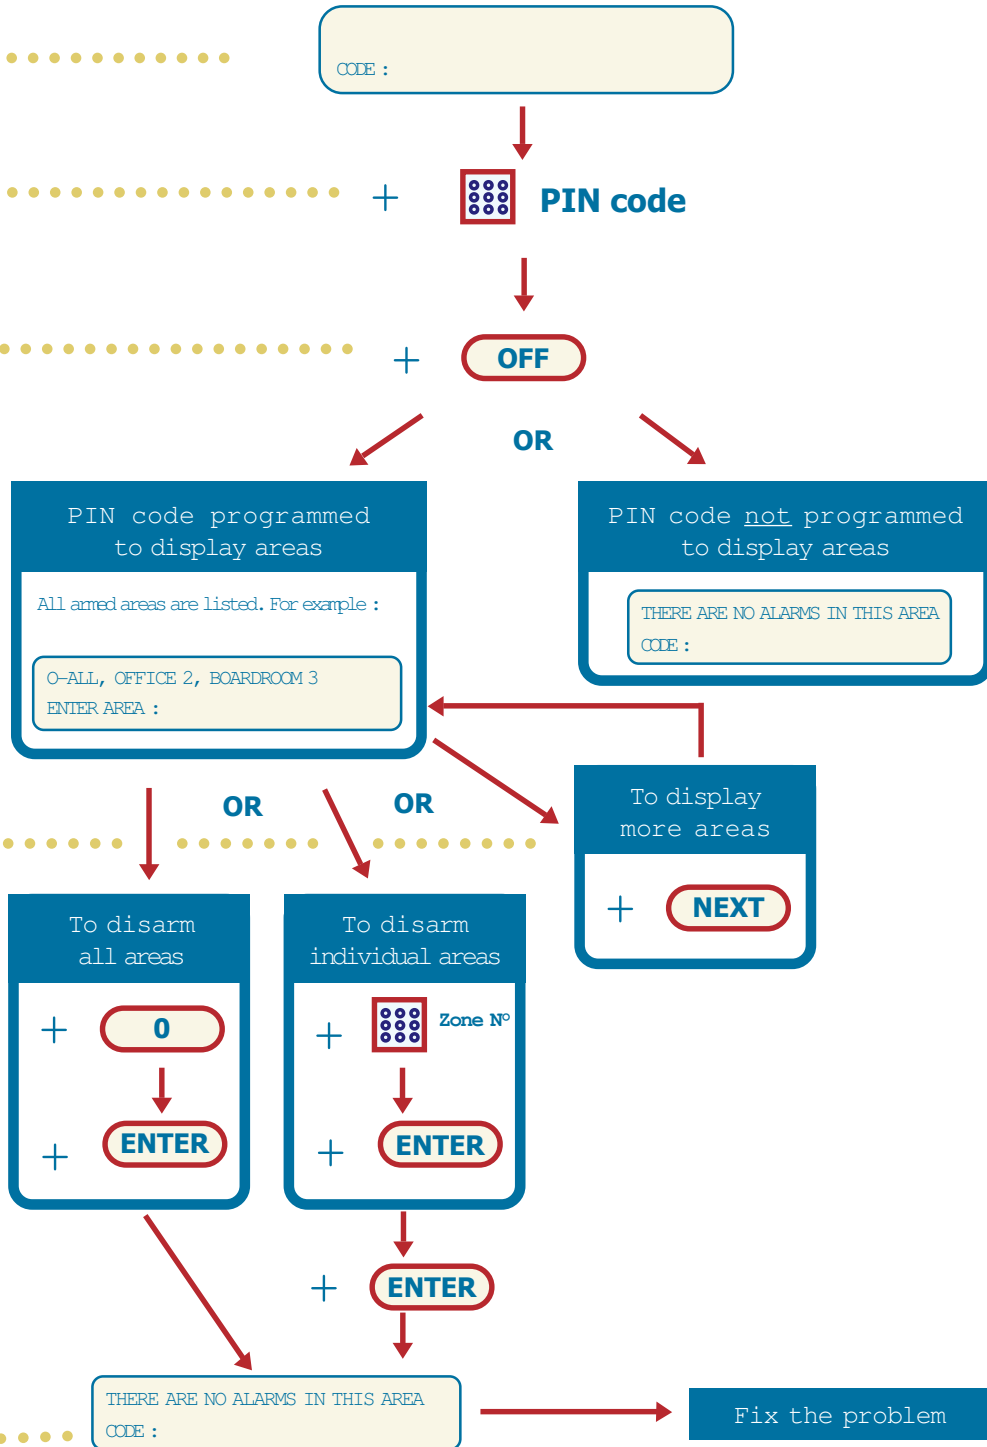 CODE :
+ PIN code
+ OFF
OR
PIN code programmed
to display areas
All armed areas are listed. For example :
O-ALL, OFFICE 2, BOARDROOM 3
ENTER AREA :
PIN code not programmed
to display areas
THERE ARE NO ALARMS IN THIS AREA
CODE :
OR
OR
To display
more areas
+ NEXT
To disarm
all areas
+ 0
+ ENTER
To disarm
individual areas
+ Zone N°
+ ENTER
+ ENTER
THERE ARE NO ALARMS IN THIS AREA
CODE :
Fix the problem